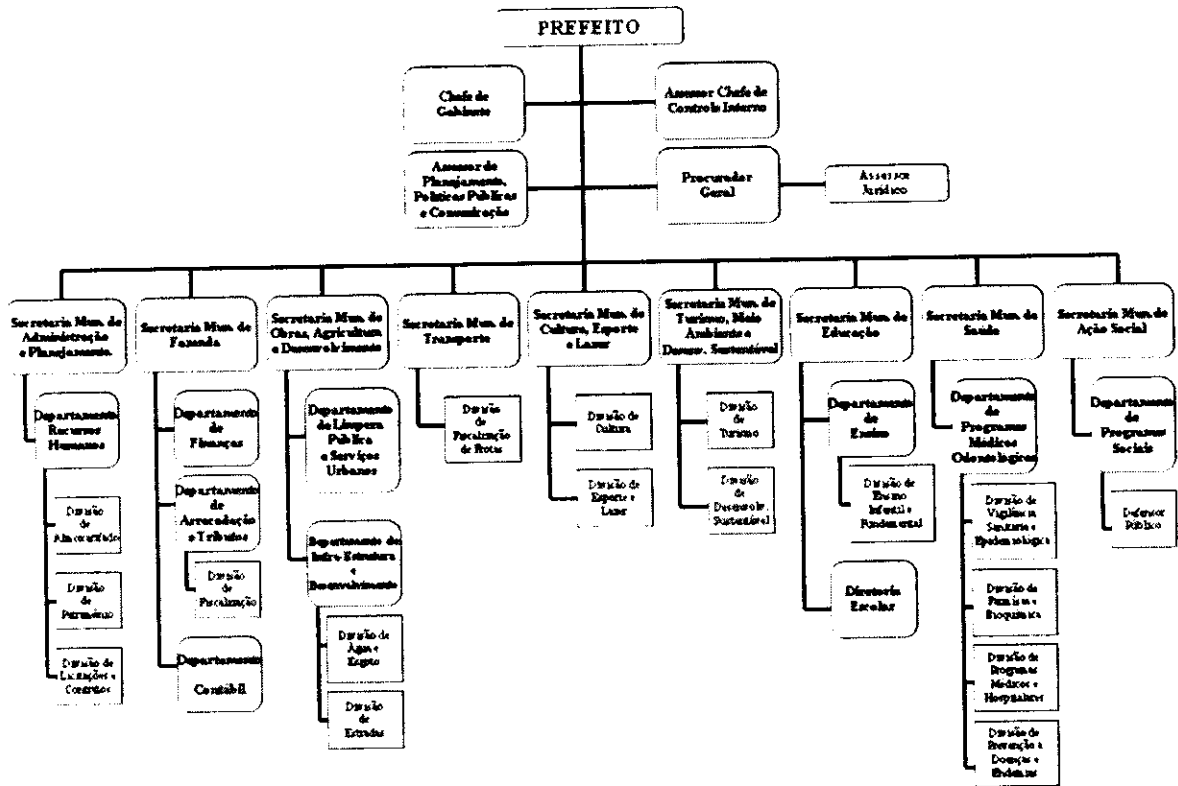 PREFEITO
Chefe de
Gabinete
Assessor Chefe de
Controle Interno
Assessor de
Planejamento,
Políticas Públicas
e Comunicação
Procurador
Geral
Assessor
Jurídico
Secretaria Mun. de
Administração
e Planejamento.
Secretaria Mun. de
Fazenda
Secretaria Mun. de
Obras, Agricultura
e Desenvolvimento
Secretaria Mun. de
Transporte
Secretaria Mun. de
Cultura, Esporte
e Lazer
Secretaria Mun. de
Turismo, Meio
Ambiente e
Desenv. Sustentável
Secretaria Mun. de
Educação
Secretaria Mun. de
Saúde
Secretaria Mun. de
Ação Social
Departamento
Recursos
Humanos
Divisão
de
Almoxarifado
Divisão
de
Patrimônio
Divisão de
Licitações e
Contratos
Departamento
de
Finanças
Departamento
de
Arrecadação
e Tributos
Divisão
de
Fiscalização
Departamento
Contábil
Departamento
de Limpeza
Pública
e Serviços
Urbanos
Departamento de
Infra-Estrutura
e
Desenvolvimento
Divisão de
Água e
Esgoto
Divisão
de
Estradas
Divisão
de
Fiscalização
de Frotas
Divisão de
Cultura
Divisão de
Esporte e
Lazer
Divisão
de
Turismo
Divisão
de
Desenvolv.
Sustentável
Departamento
de
Ensino
Divisão de
Ensino
Infantil e
Fundamental
Diretoria
Escolar
Departamento
de
Programas
Médicos
Odontológicos
Divisão de
Vigilância
Sanitária e
Epidemiológica
Divisão de
Farmácia e
Bioquímica
Divisão de
Programas
Médicos e
Hospitalares
Divisão de
Prevenção a
Doenças e
Endemias
Departamento
de
Programas
Sociais
Defensor
Público